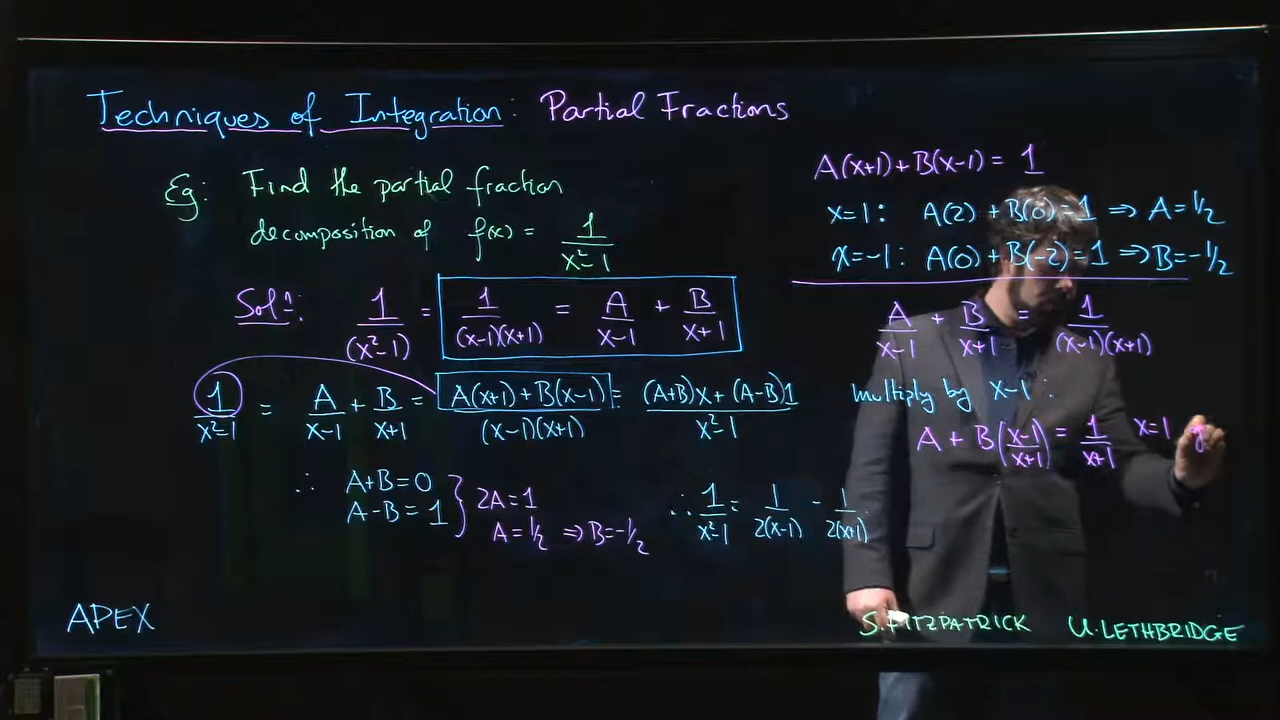 Techniques of Integration: Partial Fractions
Eg: Find the partial fraction
decomposition of f(x) = 1/(x²-1)
Solⁿ: 1/(x²-1) = 1/((x-1)(x+1)) = A/(x-1) + B/(x+1)
1/(x²-1) = A/(x-1) + B/(x+1) = (A(x+1)+B(x-1))/((x-1)(x+1)) = ((A+B)x+(A-B)1)/(x²-1)
∴ A+B=0
A-B=1
} 2A=1
A=1/2 ⇒ B=-1/2
∴ 1/(x²-1) = 1/(2(x-1)) - 1/(2(x+1))
A(x+1)+B(x-1) = 1
x=1: A(2)+B(0)=1 ⇒ A=1/2
x=-1: A(0)+B(-2)=1 ⇒ B=-1/2
A/(x-1) + B/(x+1) = 1/((x-1)(x+1))
multiply by x-1:
A + B((x-1)/(x+1)) = 1/(x+1) x=1
APEX
S. FITZPATRICK U. LETHBRIDGE